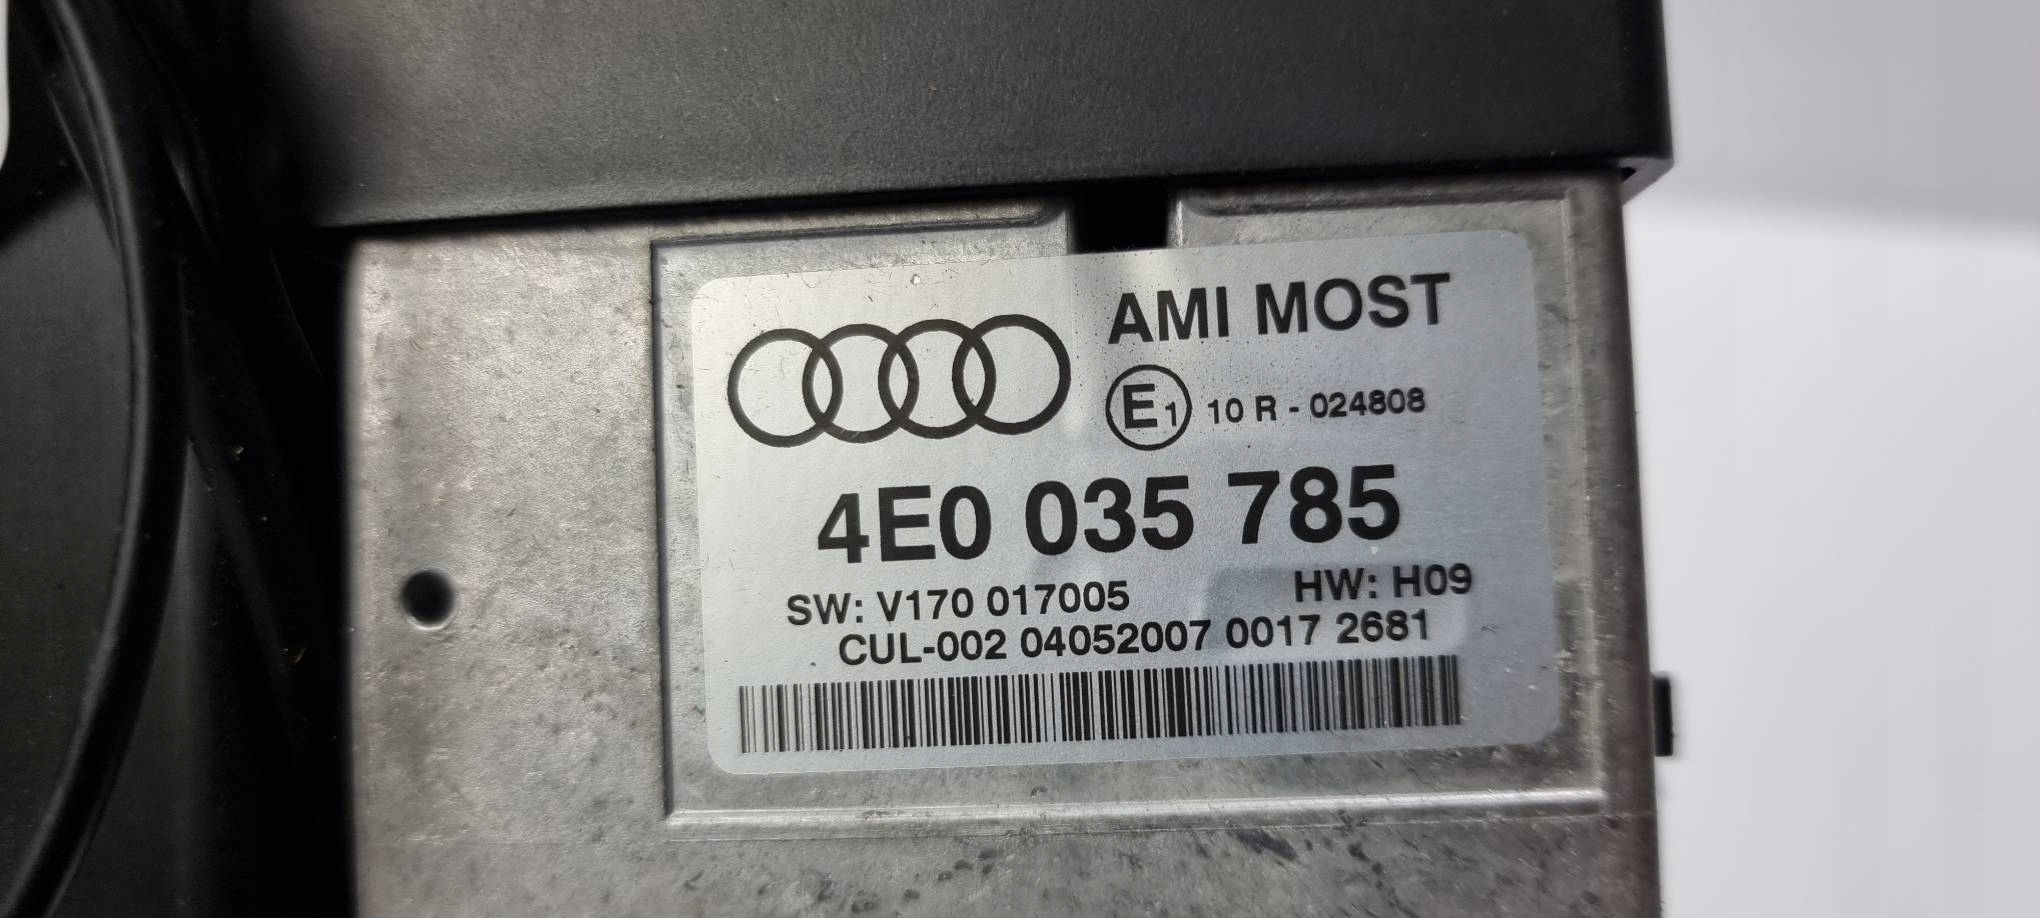 AMI MOST
E1 10 R - 024808
4E0 035 785
SW: V170 017005 HW: H09
CUL-002 04052007 0017 2681